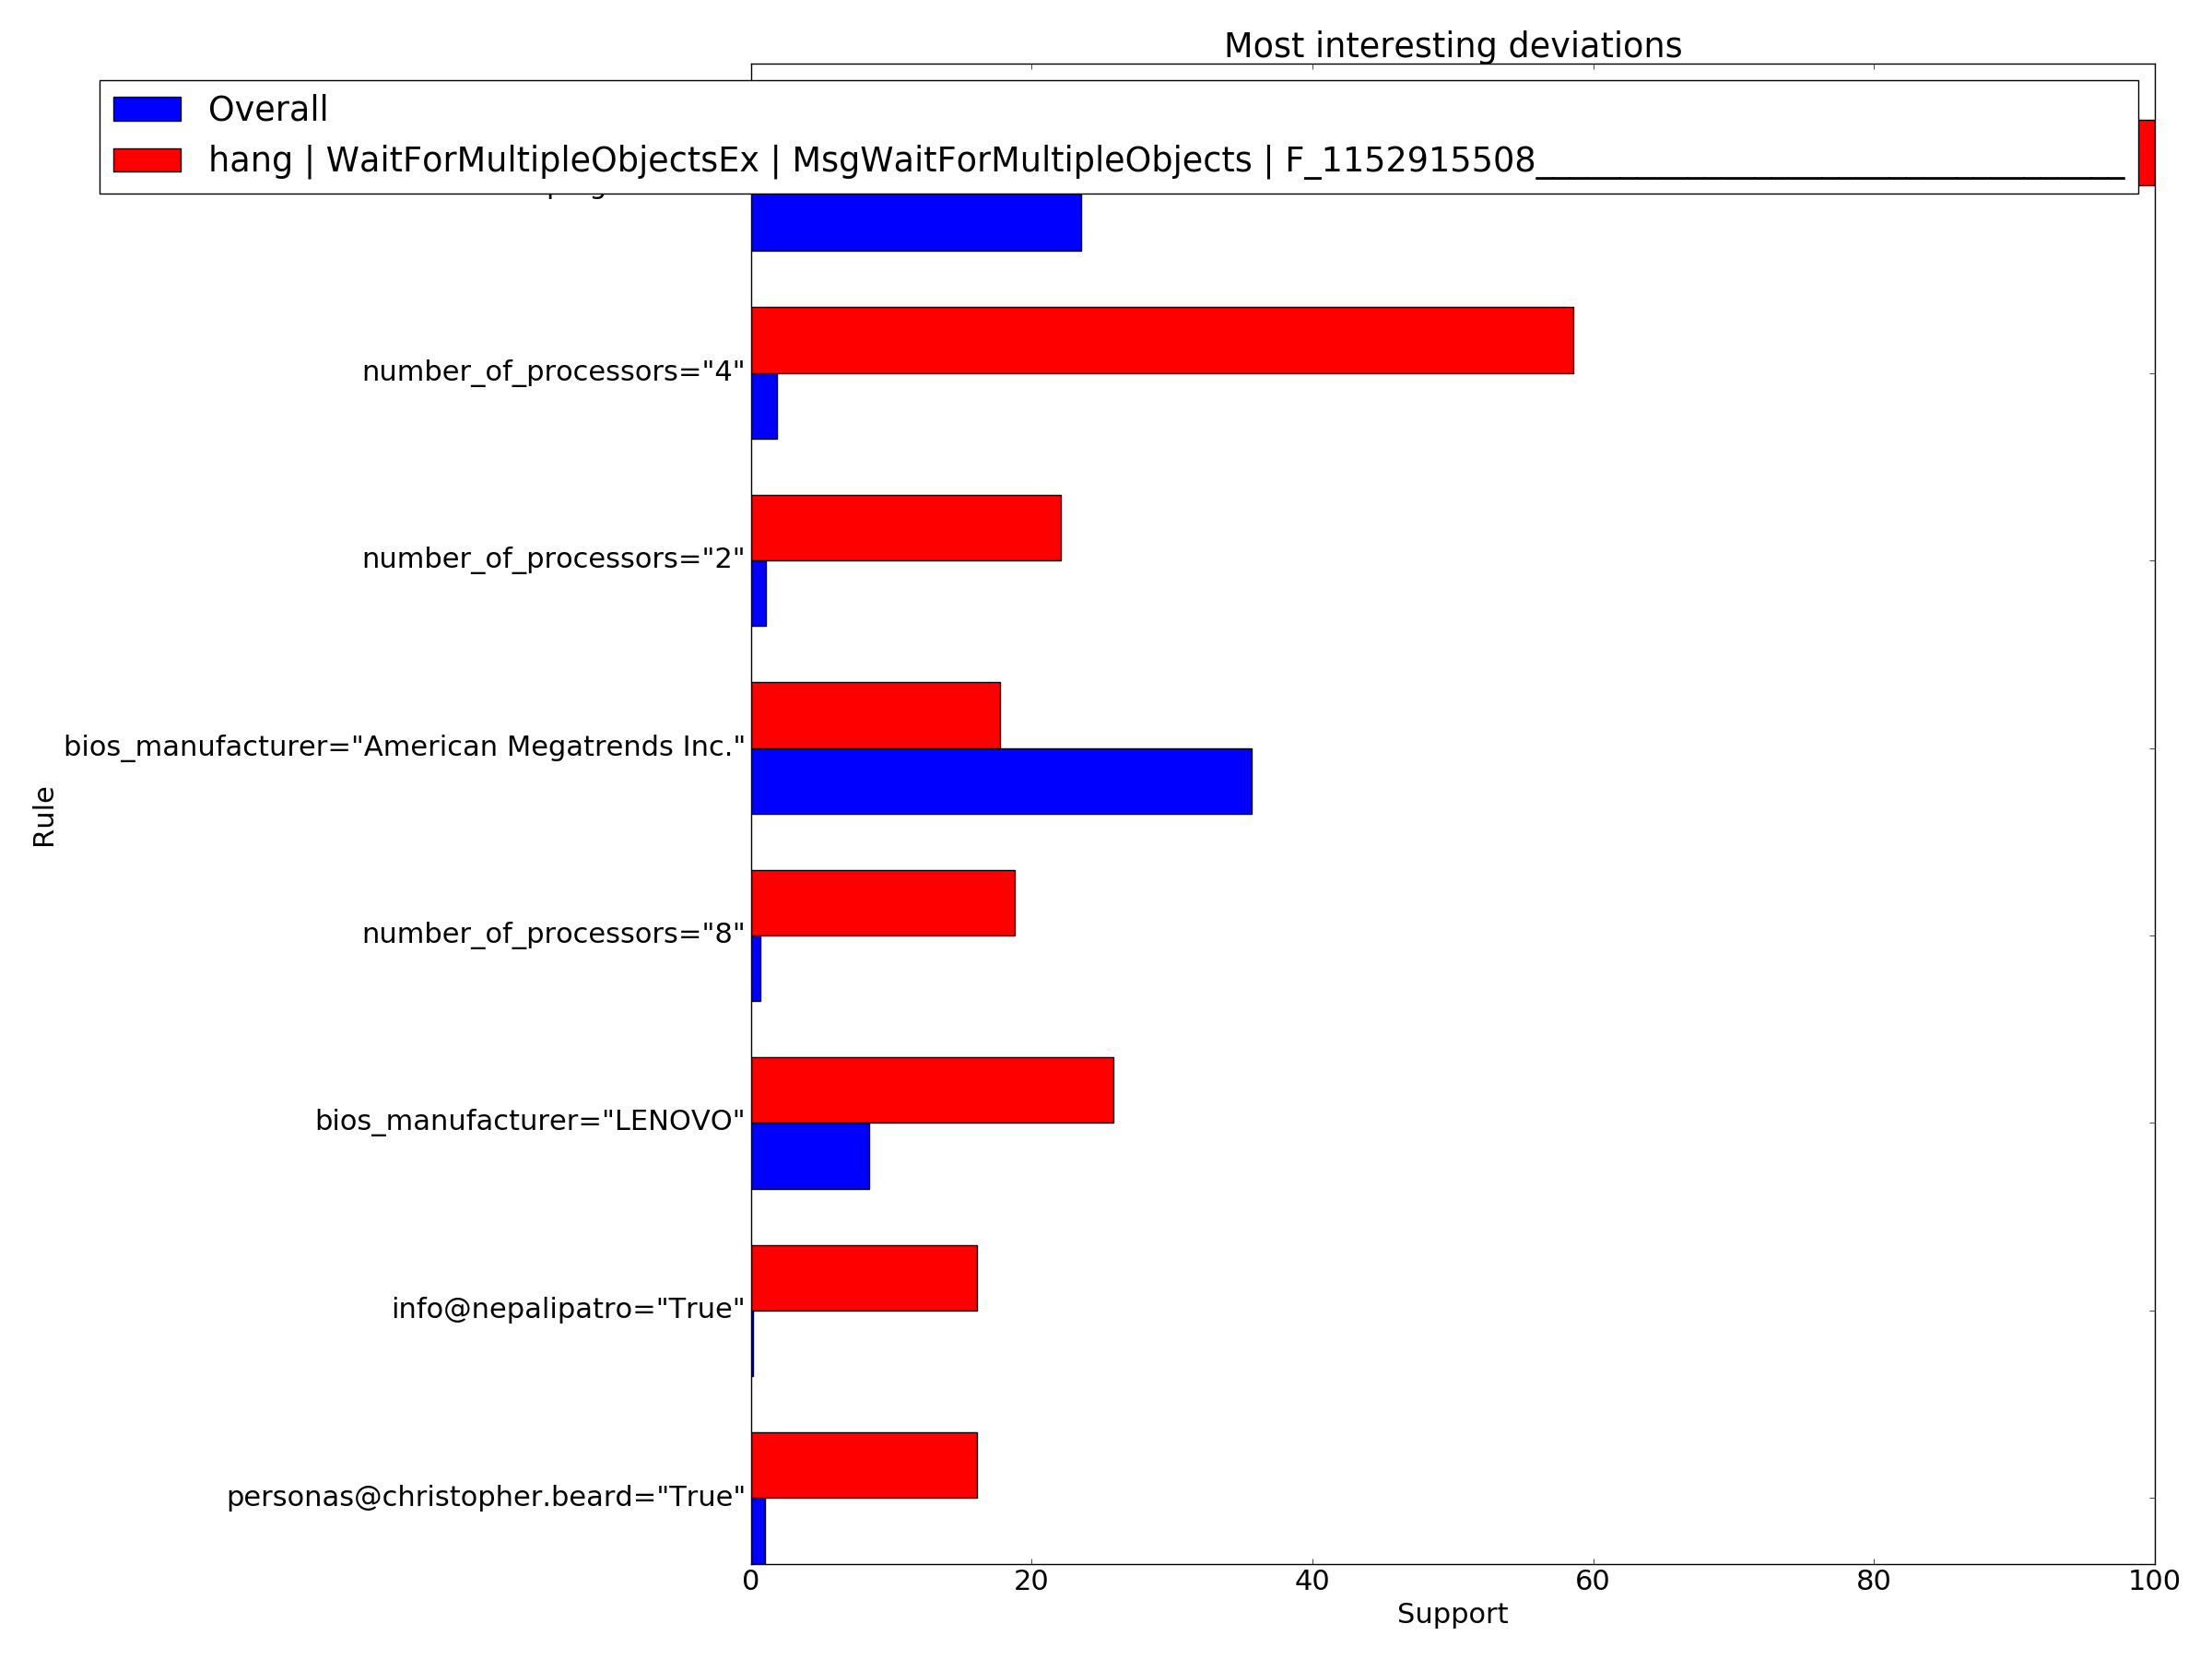 Most interesting deviations
Overall
hang | WaitForMultipleObjectsEx | MsgWaitForMultipleObjects | F_1152915508___________________________________
number_of_processors="4"
number_of_processors="2"
bios_manufacturer="American Megatrends Inc."
number_of_processors="8"
bios_manufacturer="LENOVO"
info@nepalipatro="True"
personas@christopher.beard="True"
Rule
0 20 40 60 80 100
Support